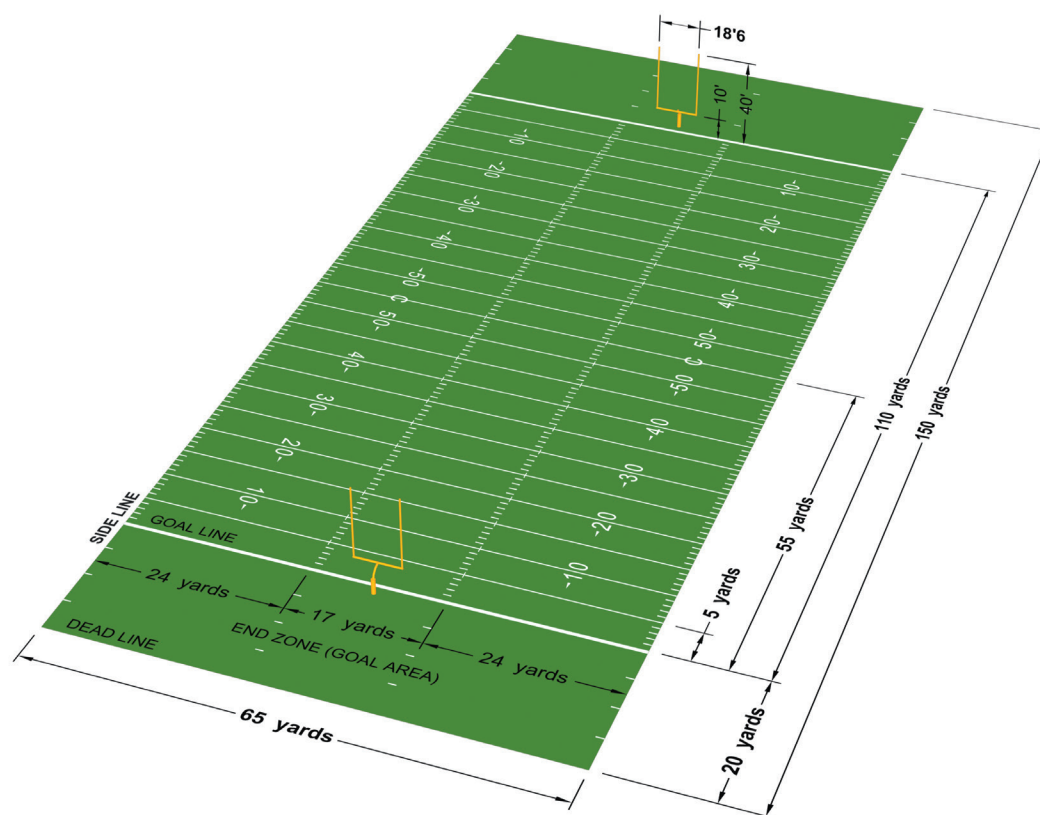 18'6
10'
40'
-10
10-
-20
20-
-30
30-
-40
40-
-50
50-
C
C
50-
-50
40-
-40
30-
-30
20-
-20
10-
-10
110 yards
150 yards
55 yards
5 yards
20 yards
SIDE LINE
GOAL LINE
24 yards
17 yards
24 yards
END ZONE (GOAL AREA)
DEAD LINE
65 yards